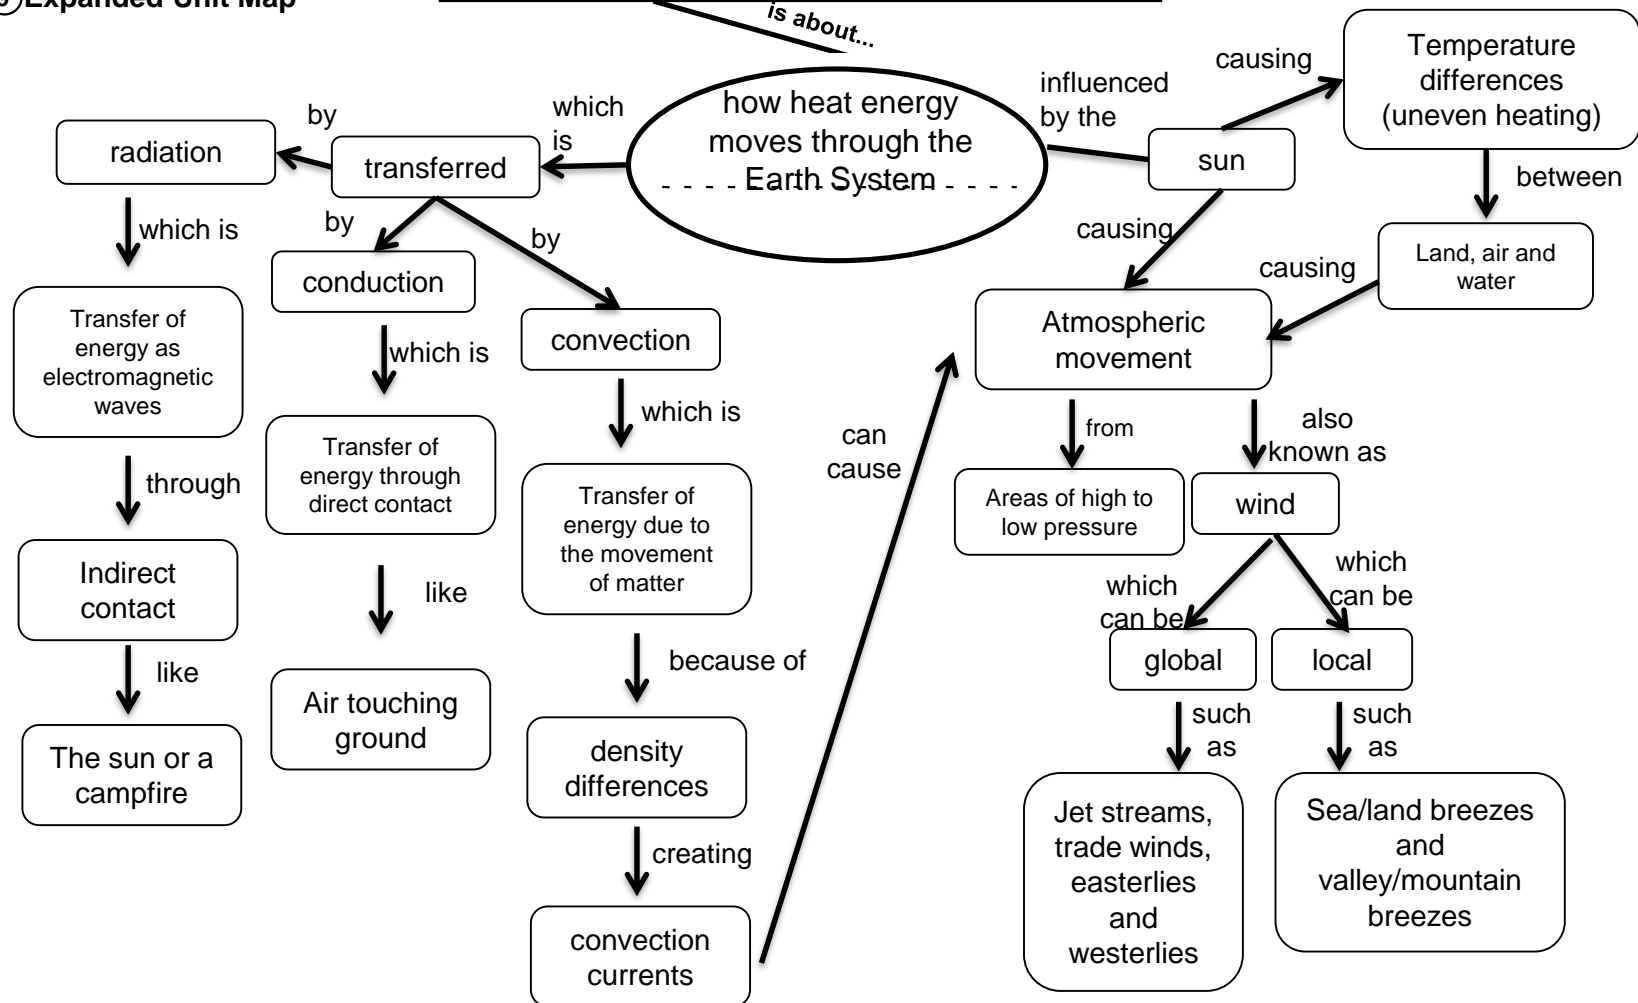 Expanded Unit Map
is about...
how heat energy
moves through the
Earth System
which
is
transferred
by
radiation
which is
Transfer of
energy as
electromagnetic
waves
through
Indirect
contact
like
The sun or a
campfire
by
conduction
which is
Transfer of
energy through
direct contact
like
Air touching
ground
by
convection
which is
Transfer of
energy due to
the movement
of matter
because of
density
differences
creating
convection
currents
can
cause
influenced
by the
sun
causing
Temperature
differences
(uneven heating)
between
Land, air and
water
causing
causing
Atmospheric
movement
from
Areas of high to
low pressure
also
known as
wind
which
can be
global
such
as
Jet streams,
trade winds,
easterlies
and
westerlies
which
can be
local
such
as
Sea/land breezes
and
valley/mountain
breezes